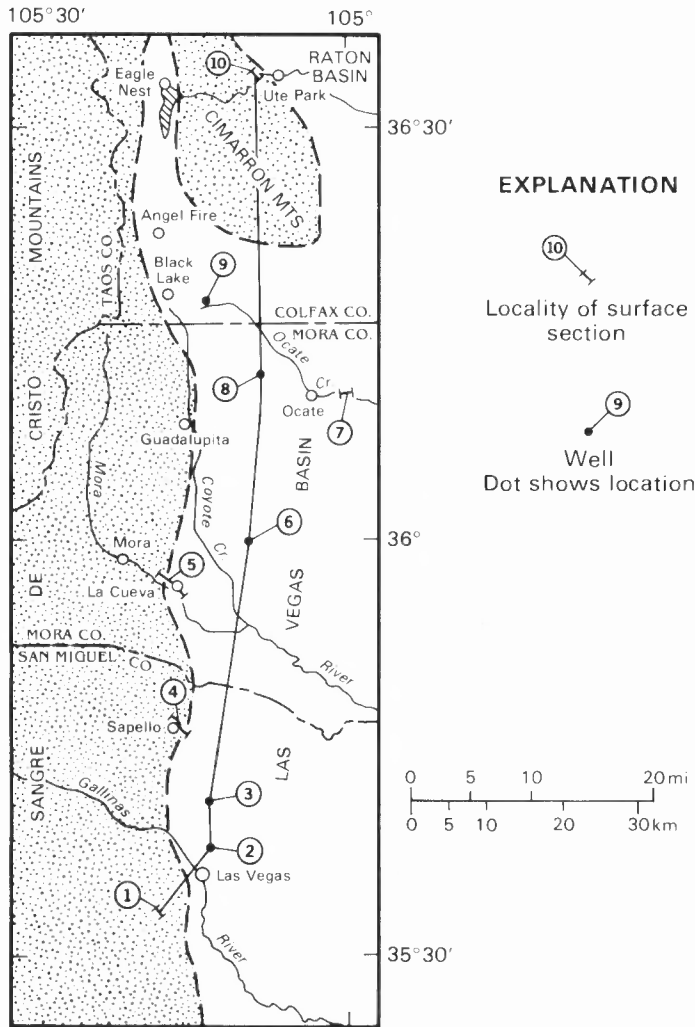 105°30'
105°
10
RATON
BASIN
Eagle
Nest
Ute Park
36°30'
CIMARRON MTS
MOUNTAINS
TAOS CO.
Angel Fire
Black
Lake
9
COLFAX CO.
MORA CO.
Ocate
Cr
8
Ocate
7
Guadalupita
CRISTO
Mora
Coyote
Cr
BASIN
6
36°
Mora
5
La Cueva
DE
VEGAS
MORA CO.
SAN MIGUEL CO.
River
4
Sapello
LAS
SANGRE
Gallinas
3
2
Las Vegas
1
River
35°30'
EXPLANATION
10
Locality of surface
section
9
Well
Dot shows location
0 5 10 20 mi
0 5 10 20 30 km